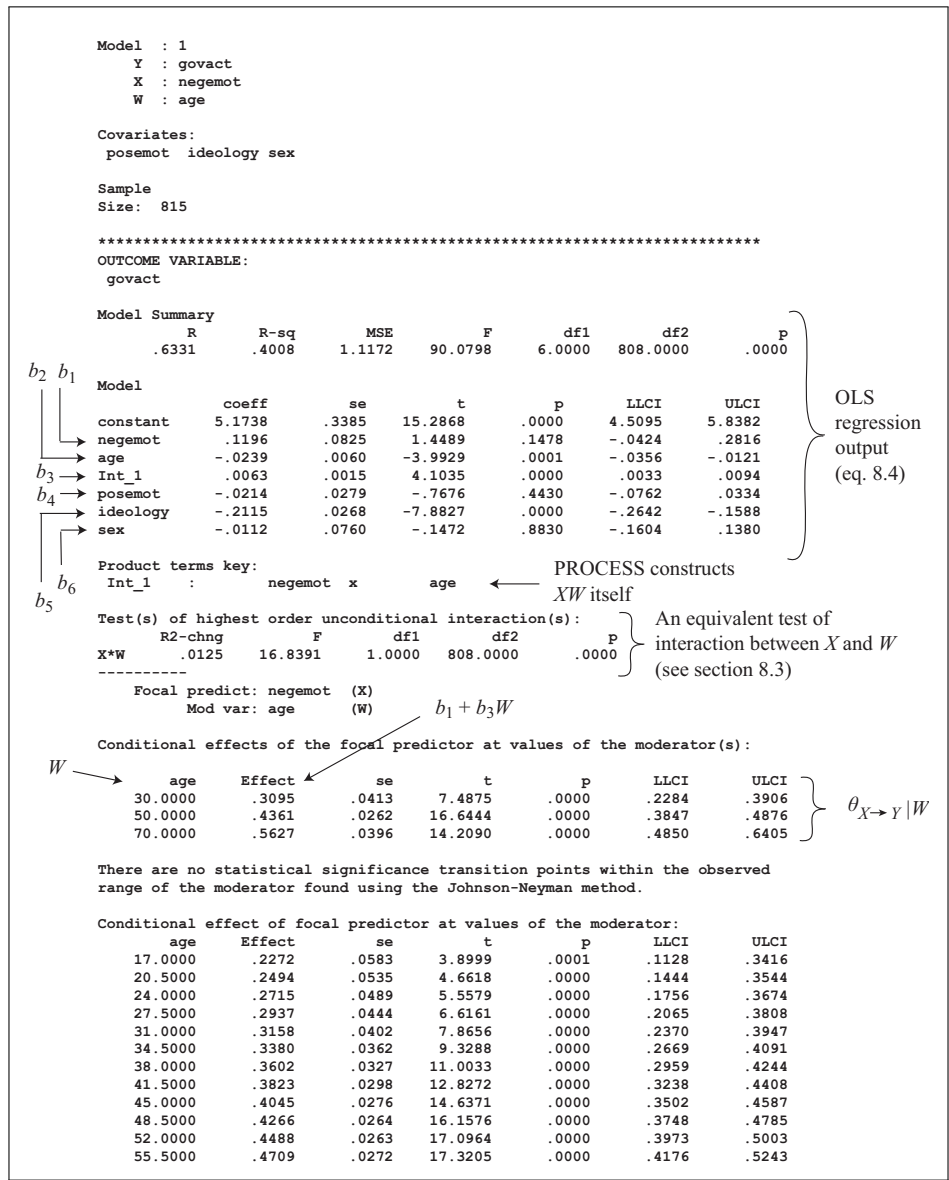 Model : 1
Y : govact
X : negemot
W : age
Covariates:
posemot ideology sex
Sample
Size: 815
**************************************************************************
OUTCOME VARIABLE:
govact
Model Summary
R R-sq MSE F df1 df2 p
.6331 .4008 1.1172 90.0798 6.0000 808.0000 .0000
b2 b1
Model
coeff se t p LLCI ULCI
constant 5.1738 .3385 15.2868 .0000 4.5095 5.8382
negemot .1196 .0825 1.4489 .1478 -.0424 .2816
age -.0239 .0060 -3.9929 .0001 -.0356 -.0121
b3 Int_1 .0063 .0015 4.1035 .0000 .0033 .0094
b4 posemot -.0214 .0279 -.7676 .4430 -.0762 .0334
ideology -.2115 .0268 -7.8827 .0000 -.2642 -.1588
sex -.0112 .0760 -.1472 .8830 -.1604 .1380
b5 b6
OLS
regression
output
(eq. 8.4)
Product terms key:
Int_1 : negemot x age
PROCESS constructs
XW itself
Test(s) of highest order unconditional interaction(s):
R2-chng F df1 df2 p
X*W .0125 16.8391 1.0000 808.0000 .0000
----------
An equivalent test of
interaction between X and W
(see section 8.3)
Focal predict: negemot (X)
Mod var: age (W)
b1 + b3W
Conditional effects of the focal predictor at values of the moderator(s):
W
age Effect se t p LLCI ULCI
30.0000 .3095 .0413 7.4875 .0000 .2284 .3906
50.0000 .4361 .0262 16.6444 .0000 .3847 .4876
70.0000 .5627 .0396 14.2090 .0000 .4850 .6405
θX→Y|W
There are no statistical significance transition points within the observed
range of the moderator found using the Johnson-Neyman method.
Conditional effect of focal predictor at values of the moderator:
age Effect se t p LLCI ULCI
17.0000 .2272 .0583 3.8999 .0001 .1128 .3416
20.5000 .2494 .0535 4.6618 .0000 .1444 .3544
24.0000 .2715 .0489 5.5579 .0000 .1756 .3674
27.5000 .2937 .0444 6.6161 .0000 .2065 .3808
31.0000 .3158 .0402 7.8656 .0000 .2370 .3947
34.5000 .3380 .0362 9.3288 .0000 .2669 .4091
38.0000 .3602 .0327 11.0033 .0000 .2959 .4244
41.5000 .3823 .0298 12.8272 .0000 .3238 .4408
45.0000 .4045 .0276 14.6371 .0000 .3502 .4587
48.5000 .4266 .0264 16.1576 .0000 .3748 .4785
52.0000 .4488 .0263 17.0964 .0000 .3973 .5003
55.5000 .4709 .0272 17.3205 .0000 .4176 .5243